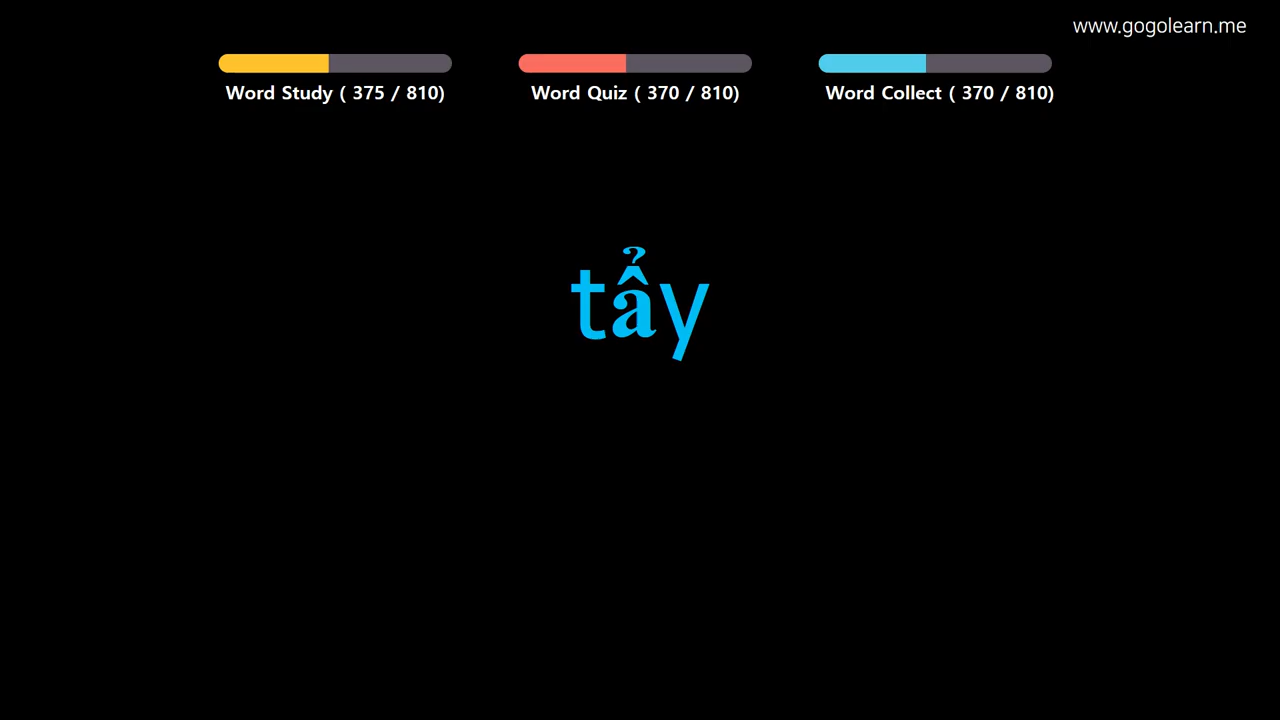 www.gogolearn.me
Word Study ( 375 / 810)
Word Quiz ( 370 / 810)
Word Collect ( 370 / 810)
tẩy